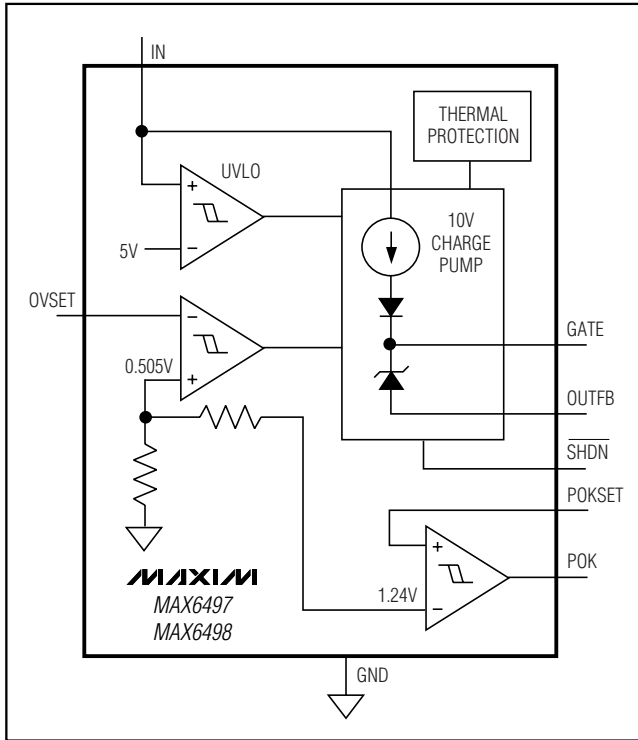 IN
THERMAL
PROTECTION
UVLO
+
−
5V
10V
CHARGE
PUMP
OVSET
−
+
0.505V
GATE
OUTFB
SHDN
POKSET
+
−
1.24V
POK
MAXIM
MAX6497
MAX6498
GND